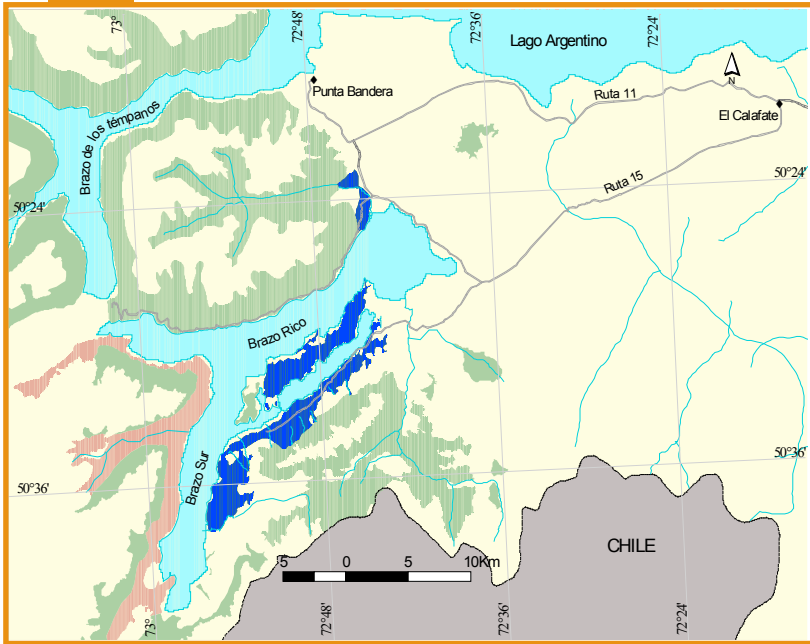 73°
72°48'
72°36'
72°24'
Lago Argentino
Punta Bandera
Ruta 11
El Calafate
Brazo de los témpanos
Ruta 15
50°24'
50°24'
Brazo Rico
Brazo Sur
50°36'
50°36'
CHILE
5 0 5 10Km
73°
72°48'
72°36'
72°24'
N